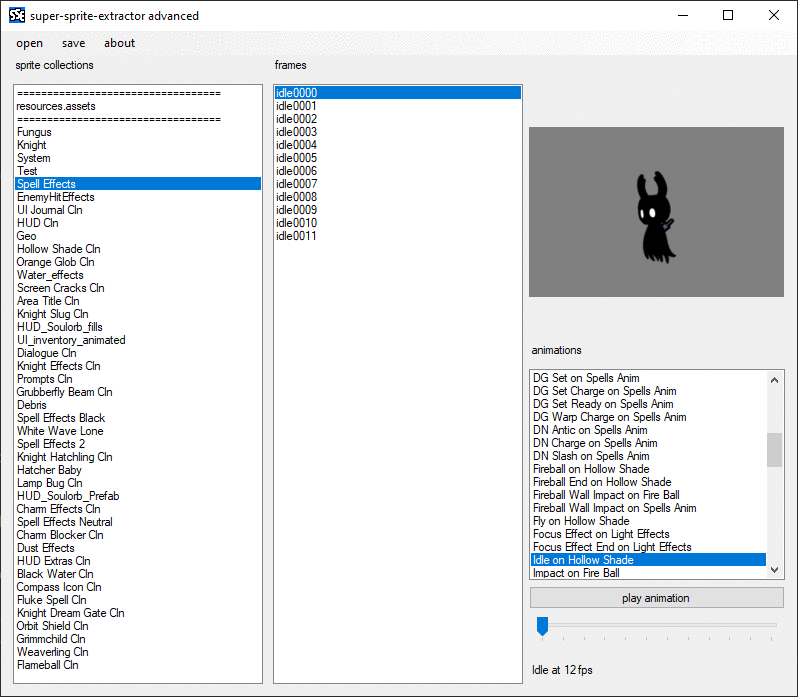 SSE super-sprite-extractor advanced
open save about
sprite collections
==================================
resources.assets
==================================
Fungus
Knight
System
Test
Spell Effects
EnemyHitEffects
UI Journal Cln
HUD Cln
Geo
Hollow Shade Cln
Orange Glob Cln
Water_effects
Screen Cracks Cln
Area Title Cln
Knight Slug Cln
HUD_Soulorb_fills
UI_inventory_animated
Dialogue Cln
Knight Effects Cln
Prompts Cln
Grubberfly Beam Cln
Debris
Spell Effects Black
White Wave Lone
Spell Effects 2
Knight Hatchling Cln
Hatcher Baby
Lamp Bug Cln
HUD_Soulorb_Prefab
Charm Effects Cln
Spell Effects Neutral
Charm Blocker Cln
Dust Effects
HUD Extras Cln
Black Water Cln
Compass Icon Cln
Fluke Spell Cln
Knight Dream Gate Cln
Orbit Shield Cln
Grimmchild Cln
Weaverling Cln
Flameball Cln
frames
idle0000
idle0001
idle0002
idle0003
idle0004
idle0005
idle0006
idle0007
idle0008
idle0009
idle0010
idle0011
animations
DG Set on Spells Anim
DG Set Charge on Spells Anim
DG Set Ready on Spells Anim
DG Warp Charge on Spells Anim
DN Antic on Spells Anim
DN Charge on Spells Anim
DN Slash on Spells Anim
Fireball on Hollow Shade
Fireball End on Hollow Shade
Fireball Wall Impact on Fire Ball
Fireball Wall Impact on Spells Anim
Fly on Hollow Shade
Focus Effect on Light Effects
Focus Effect End on Light Effects
Idle on Hollow Shade
Impact on Fire Ball
play animation
Idle at 12fps